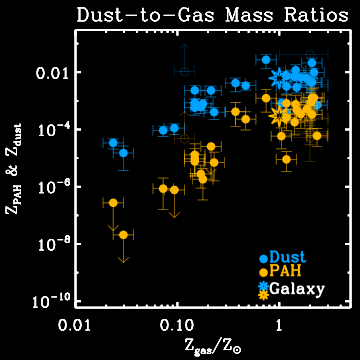 Dust-to-Gas Mass Ratios
Z_PAH & Z_dust
0.01
10^-4
10^-6
10^-8
10^-10
0.01
0.10
1
Dust
PAH
Galaxy
Z_gas/Z_⊙